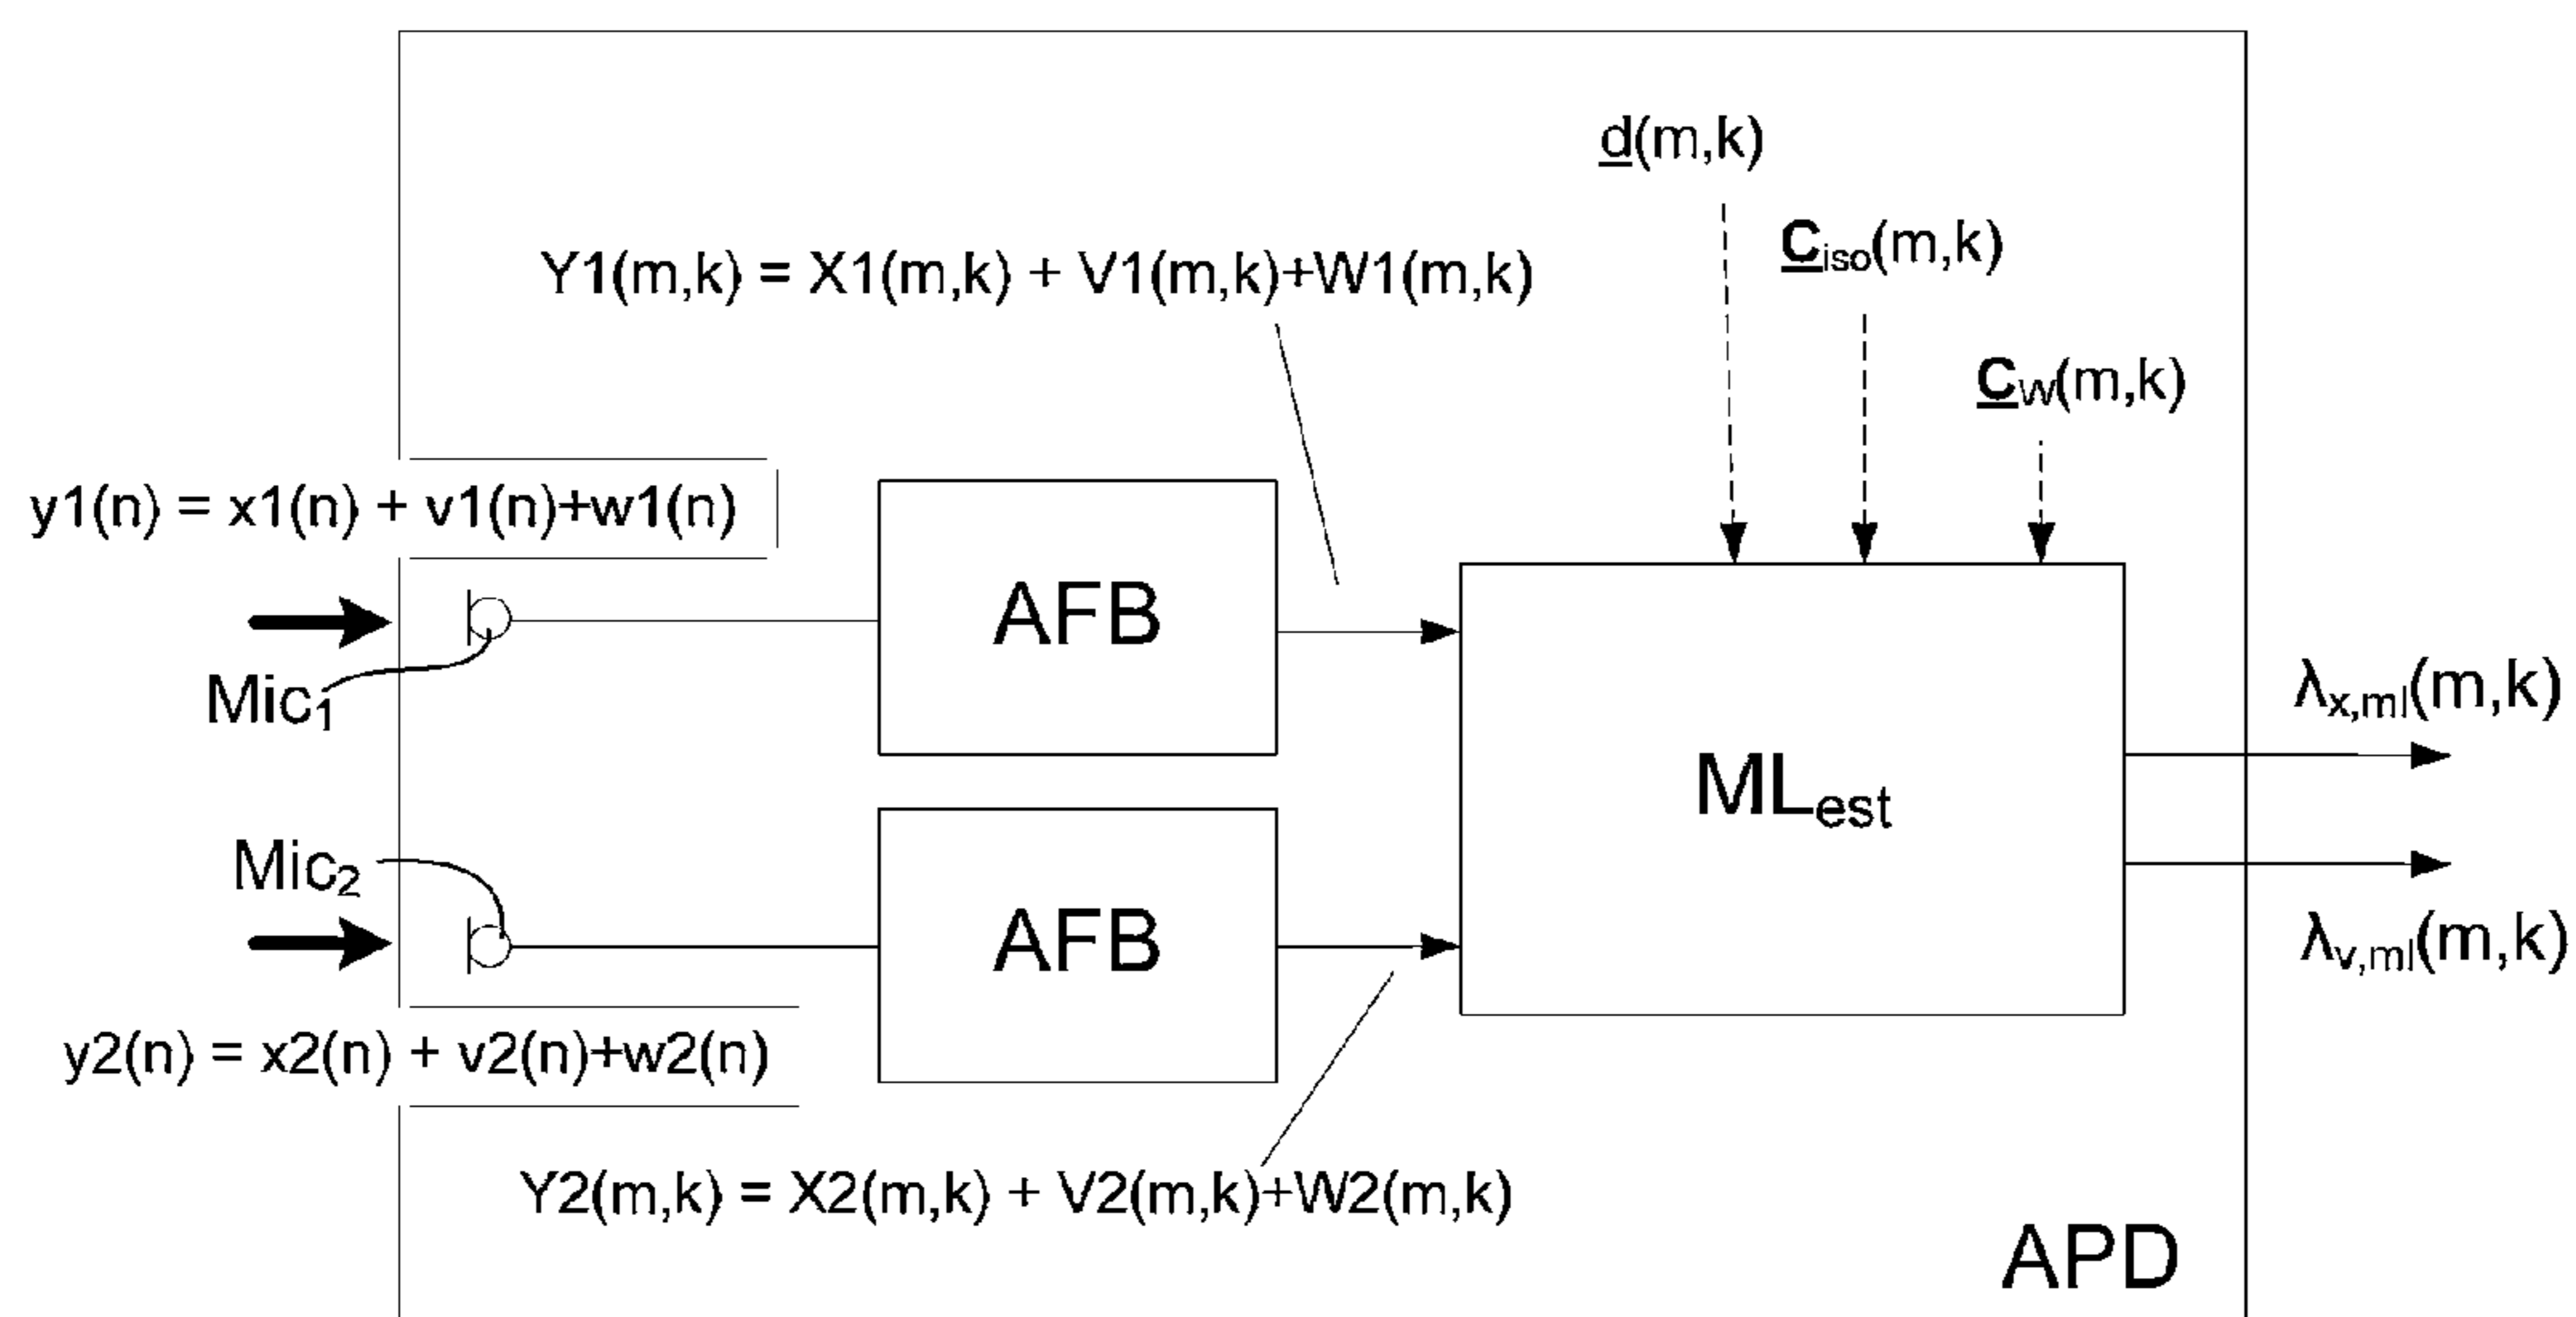 d(m,k)
Ciso(m,k)
Y1(m,k) = X1(m,k) + V1(m,k)+W1(m,k)
CW(m,k)
y1(n) = x1(n) + v1(n)+w1(n)
AFB
Mic1
λx,ml(m,k)
MLest
Mic2
AFB
λv,ml(m,k)
y2(n) = x2(n) + v2(n)+w2(n)
Y2(m,k) = X2(m,k) + V2(m,k)+W2(m,k)
APD